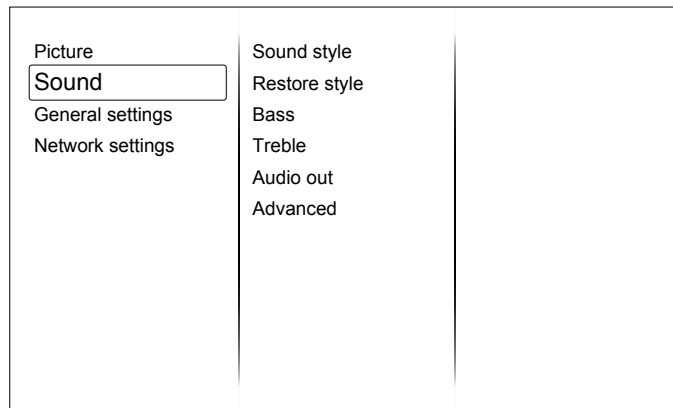 Picture
Sound
General settings
Network settings
Sound style
Restore style
Bass
Treble
Audio out
Advanced